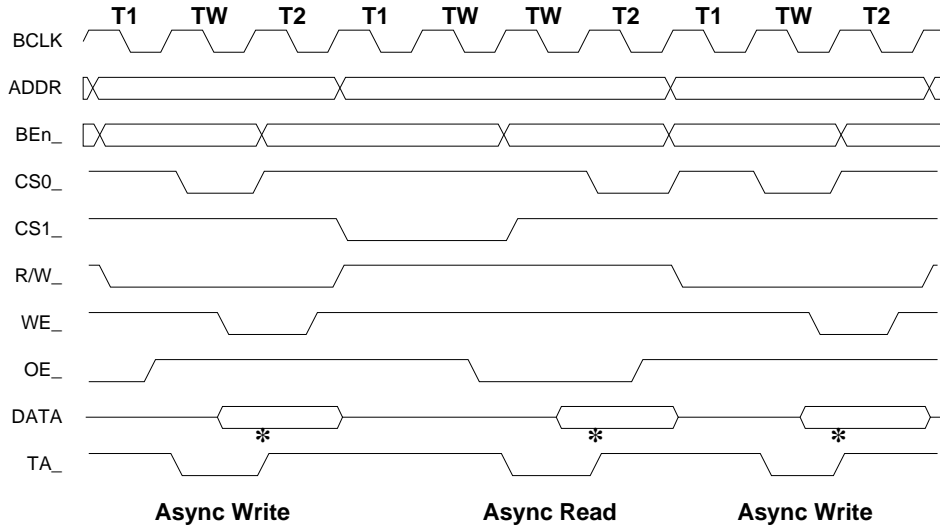 T1 TW T2 T1 TW TW T2 T1 TW T2
BCLK
ADDR
BEn_
CS0_
CS1_
R/W_
WE_
OE_
DATA
* * *
TA_
Async Write Async Read Async Write